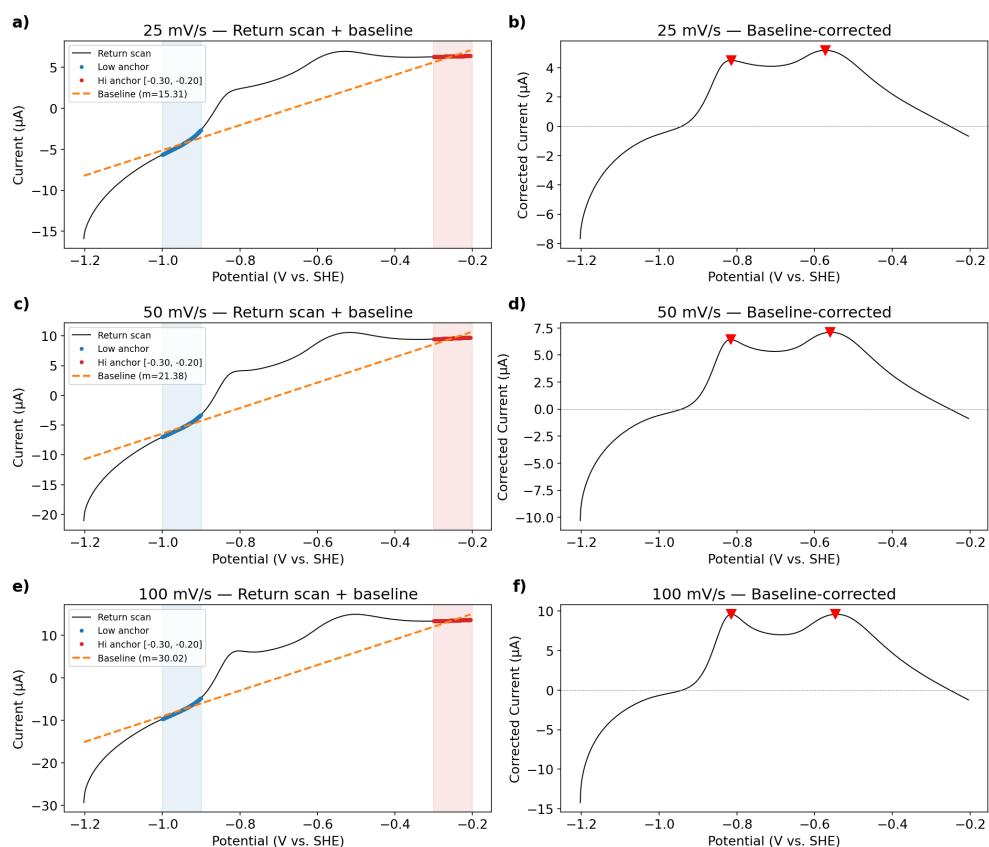 a)
25 mV/s — Return scan + baseline
Return scan
Low anchor
Hi anchor [-0.30, -0.20]
Baseline (m=15.31)
5
0
−5
−10
−15
Current (μA)
−1.2 −1.0 −0.8 −0.6 −0.4 −0.2
Potential (V vs. SHE)
b)
25 mV/s — Baseline-corrected
4
2
0
−2
−4
−6
−8
Corrected Current (μA)
−1.2 −1.0 −0.8 −0.6 −0.4 −0.2
Potential (V vs. SHE)
c)
50 mV/s — Return scan + baseline
Return scan
Low anchor
Hi anchor [-0.30, -0.20]
Baseline (m=21.38)
10
5
0
−5
−10
−15
−20
Current (μA)
−1.2 −1.0 −0.8 −0.6 −0.4 −0.2
Potential (V vs. SHE)
d)
50 mV/s — Baseline-corrected
7.5
5.0
2.5
0.0
−2.5
−5.0
−7.5
−10.0
Corrected Current (μA)
−1.2 −1.0 −0.8 −0.6 −0.4 −0.2
Potential (V vs. SHE)
e)
100 mV/s — Return scan + baseline
Return scan
Low anchor
Hi anchor [-0.30, -0.20]
Baseline (m=30.02)
10
0
−10
−20
−30
Current (μA)
−1.2 −1.0 −0.8 −0.6 −0.4 −0.2
Potential (V vs. SHE)
f)
100 mV/s — Baseline-corrected
10
5
0
−5
−10
−15
Corrected Current (μA)
−1.2 −1.0 −0.8 −0.6 −0.4 −0.2
Potential (V vs. SHE)